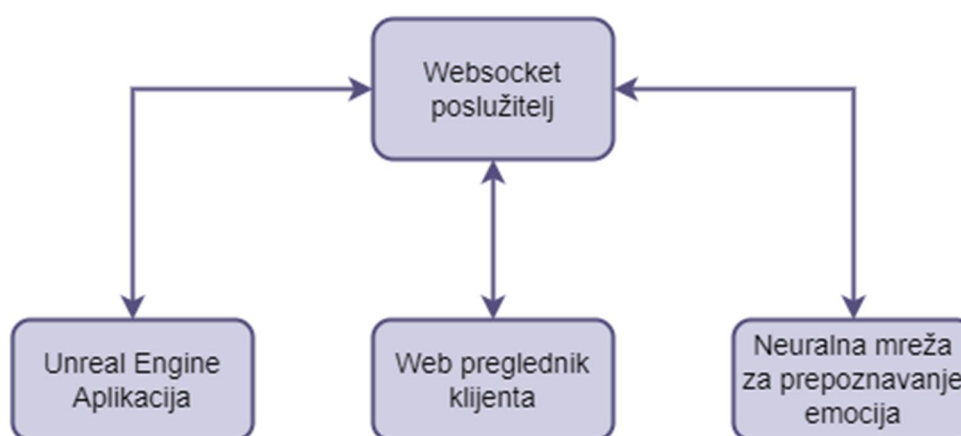 Websocket
poslužitelj
Unreal Engine
Aplikacija
Web preglednik
klijenta
Neuralna mreža
za prepoznavanje
emocija